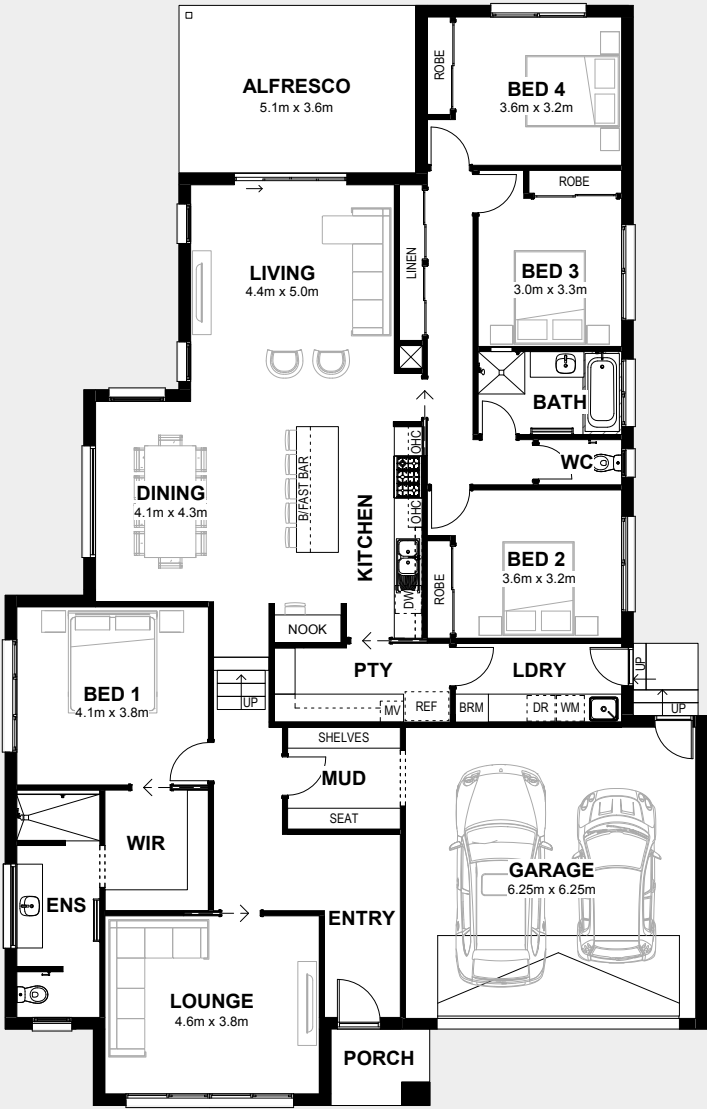 ALFRESCO
5.1m x 3.6m
ROBE
BED 4
3.6m x 3.2m
ROBE
LIVING
4.4m x 5.0m
LINEN
BED 3
3.0m x 3.3m
BATH
OHC
WC
DINING
4.1m x 4.3m
B/FAST BAR
KITCHEN
OHC
DW
ROBE
BED 2
3.6m x 3.2m
NOOK
PTY
LDRY
UP
BED 1
4.1m x 3.8m
UP
MV
REF
BRM
DR
WM
UP
SHELVES
MUD
SEAT
WIR
GARAGE
6.25m x 6.25m
ENS
ENTRY
LOUNGE
4.6m x 3.8m
PORCH